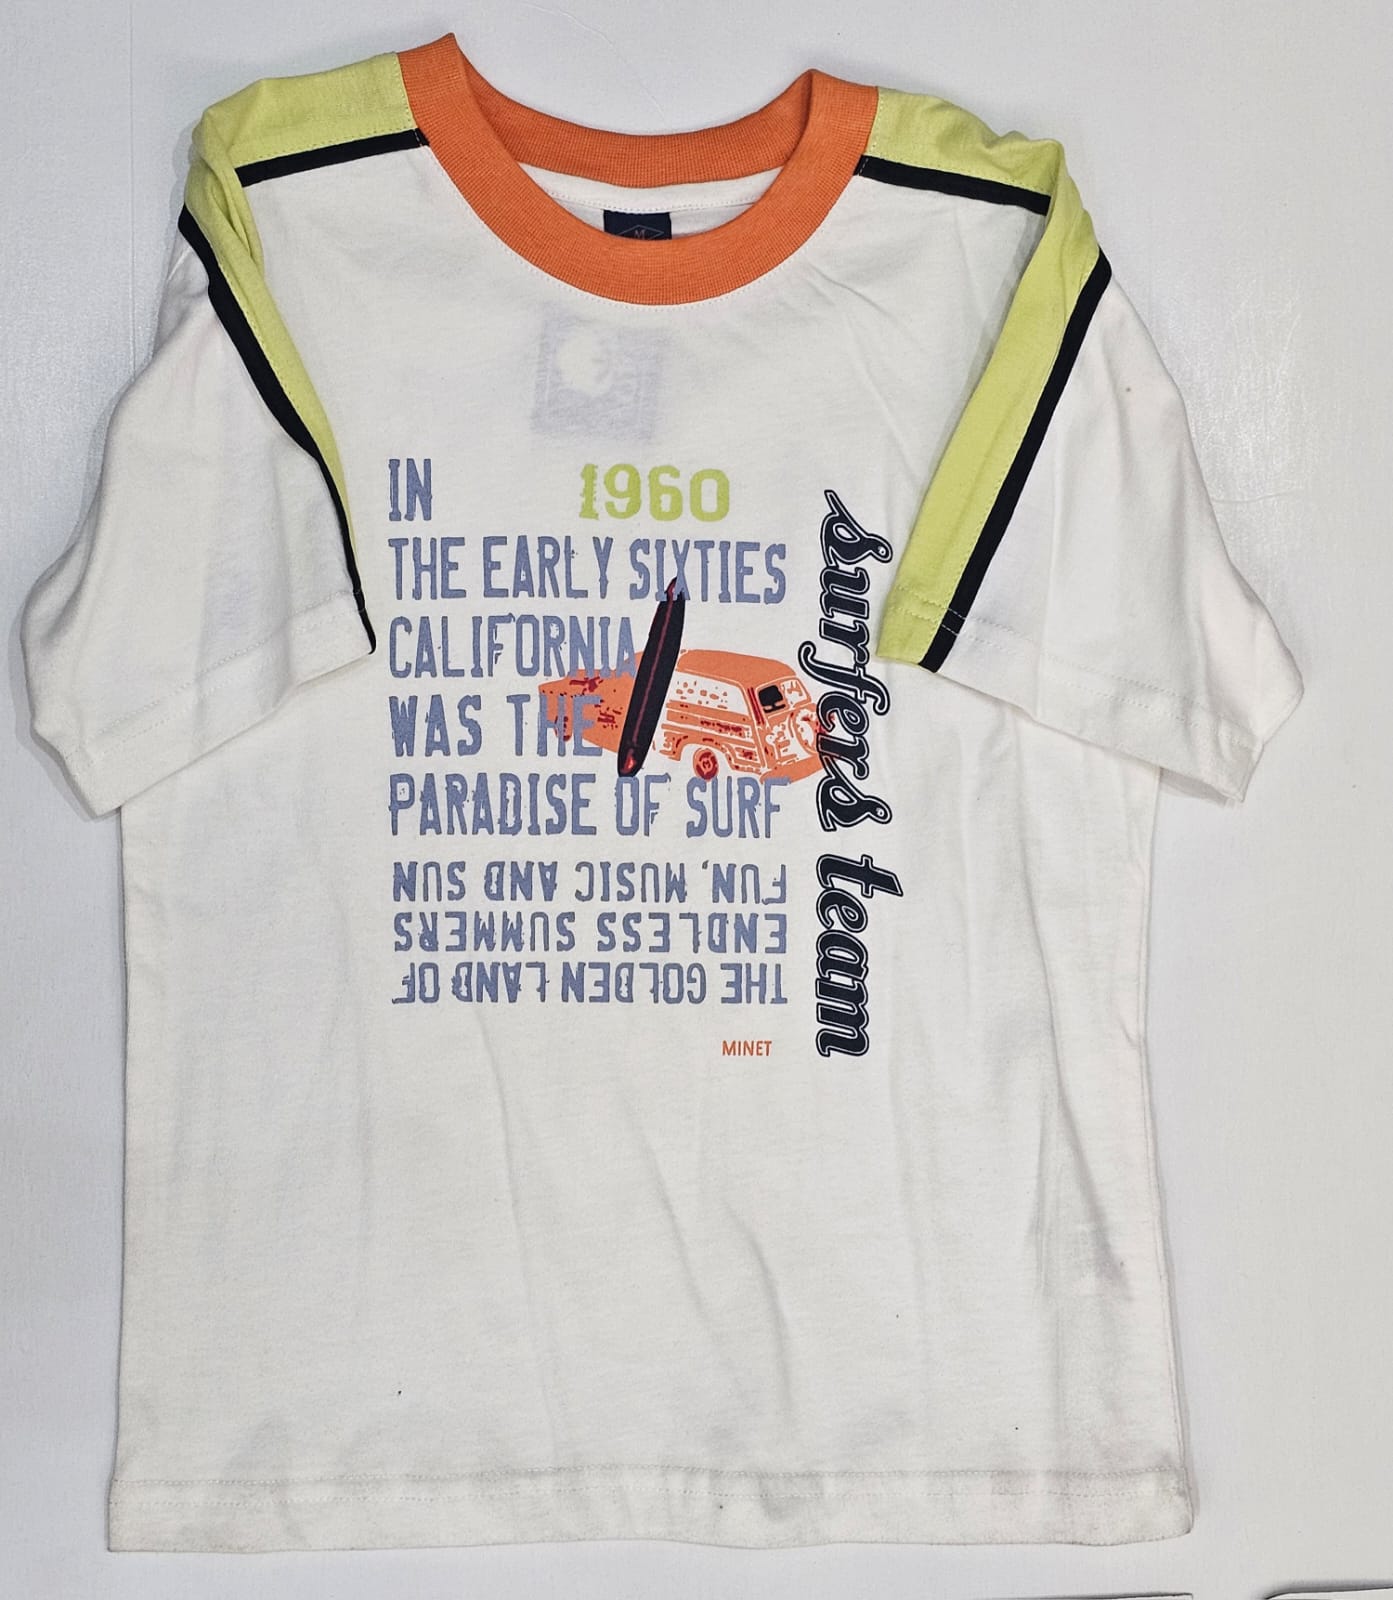 M
IN 1960
THE EARLY SIXTIES
CALIFORNIA
WAS THE
PARADISE OF SURF
THE GOLDEN LAND OF
ENDLESS SUMMERS
FUN, MUSIC AND SUN
MINET
Surfers team